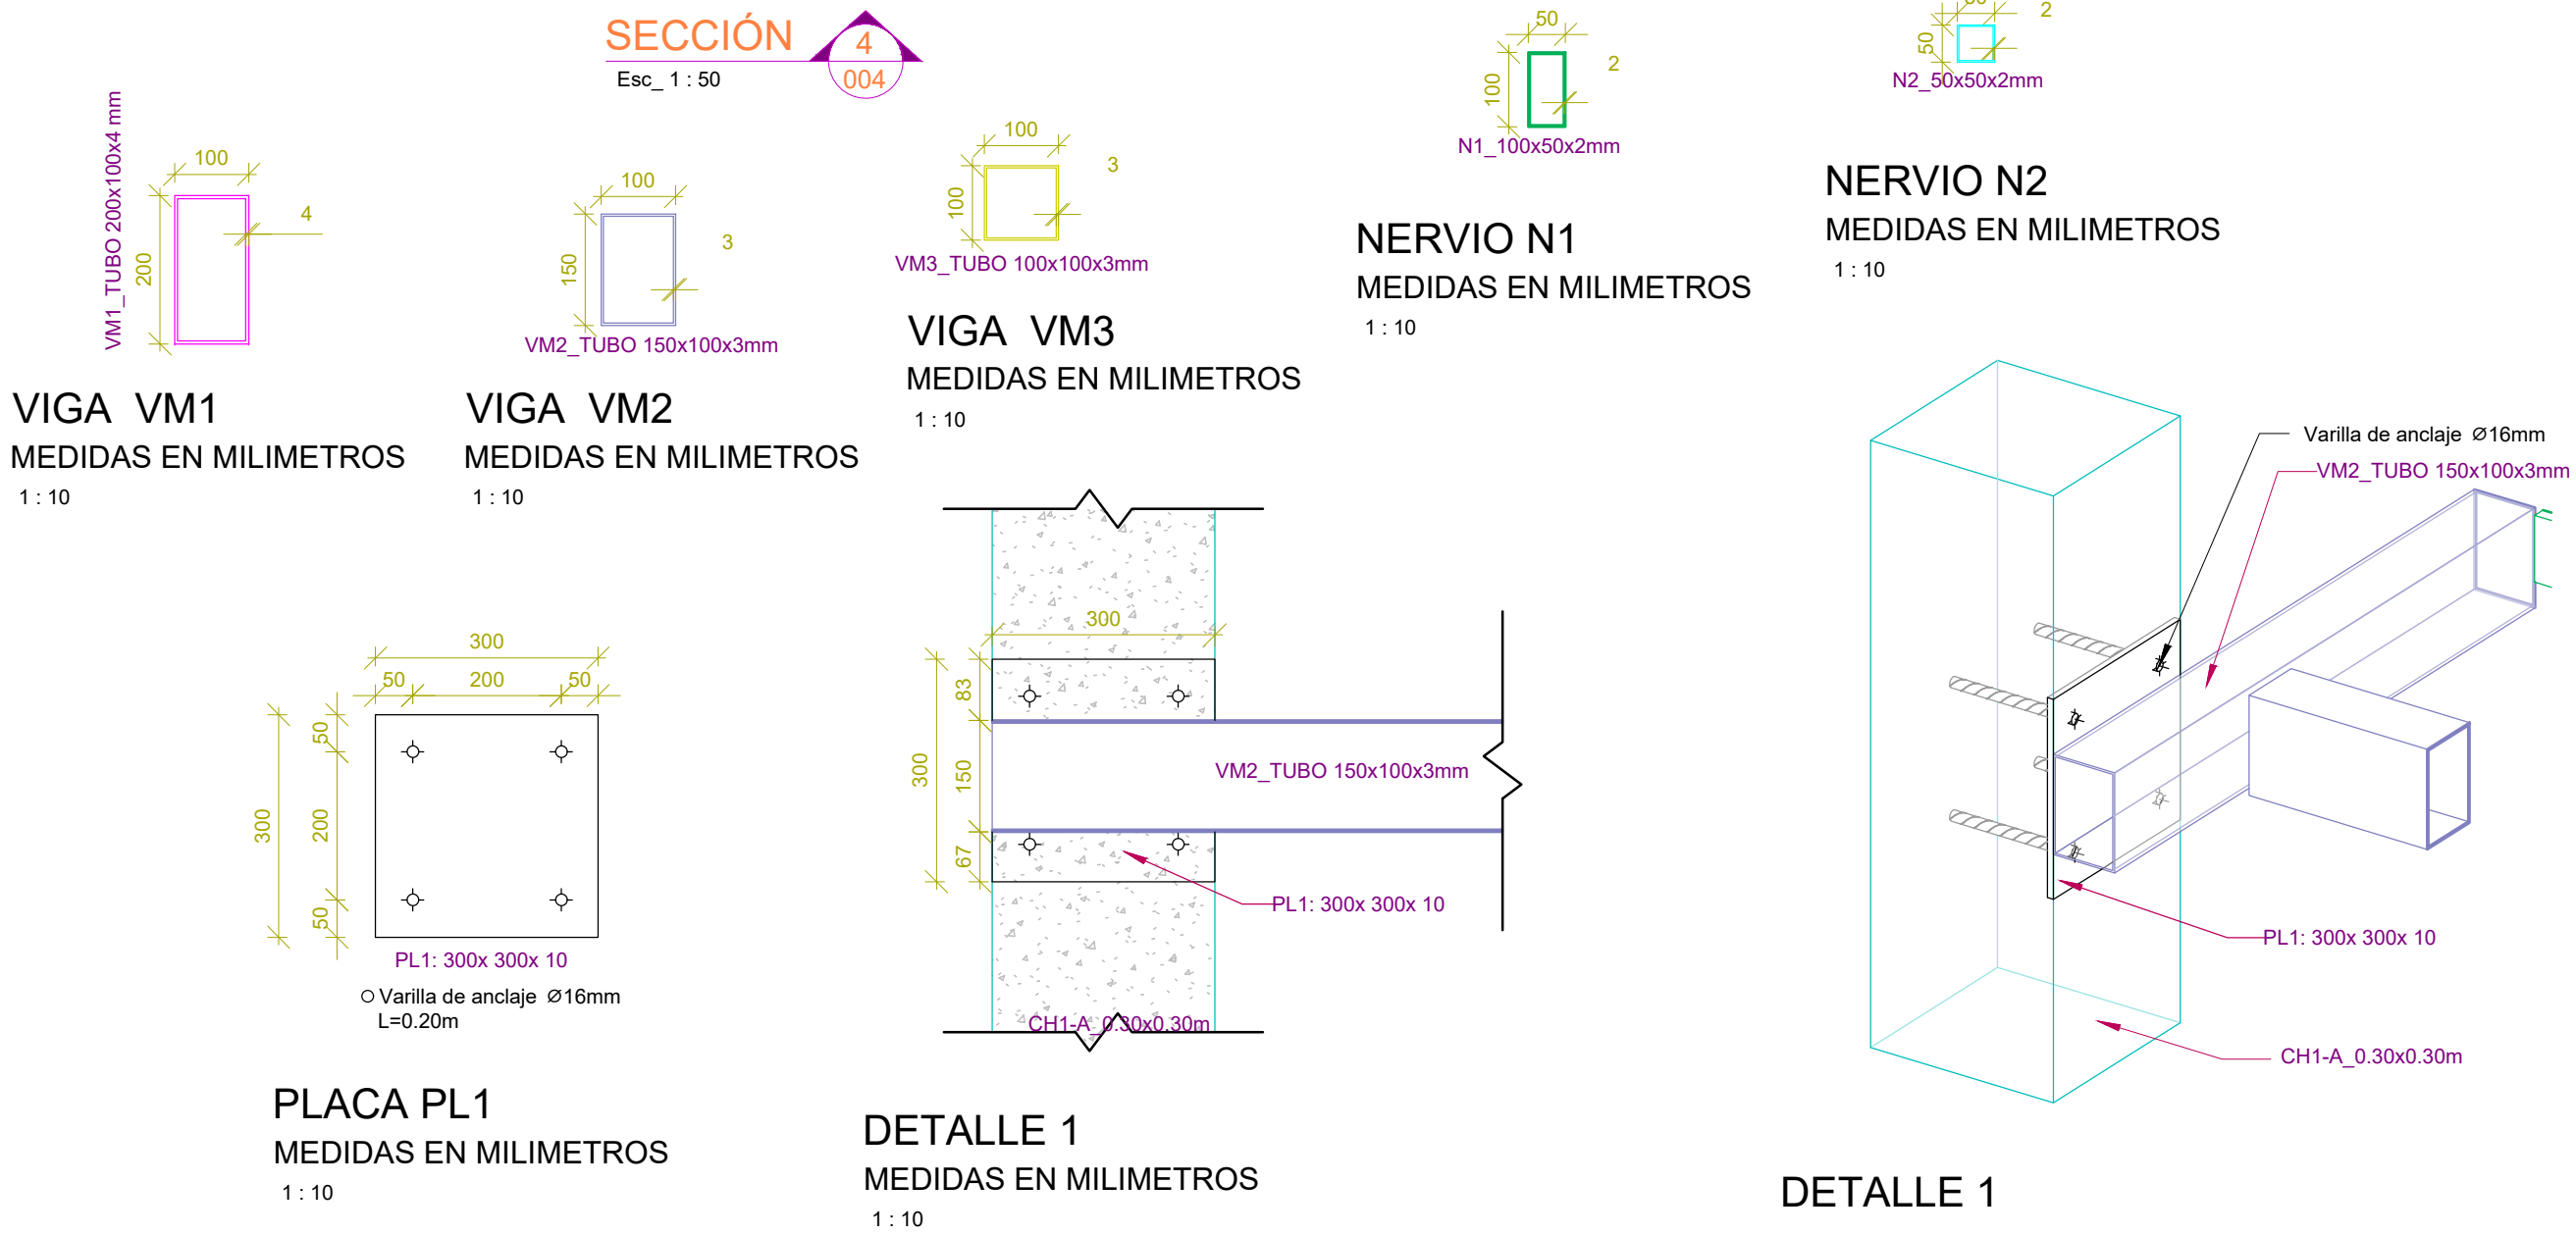 SECCIÓN
4
004
Esc_ 1 : 50
VM1_TUBO 200x100x4 mm
100
200
4
VIGA VM1
MEDIDAS EN MILIMETROS
1 : 10
100
150
3
VM2_TUBO 150x100x3mm
VIGA VM2
MEDIDAS EN MILIMETROS
1 : 10
100
100
3
VM3_TUBO 100x100x3mm
VIGA VM3
MEDIDAS EN MILIMETROS
1 : 10
50
100
2
N1_100x50x2mm
NERVIO N1
MEDIDAS EN MILIMETROS
1 : 10
50
2
N2_50x50x2mm
NERVIO N2
MEDIDAS EN MILIMETROS
1 : 10
300
50
200
50
300
50
200
50
PL1: 300x 300x 10
Varilla de anclaje Ø16mm
L=0.20m
PLACA PL1
MEDIDAS EN MILIMETROS
1 : 10
300
300
83
150
67
VM2_TUBO 150x100x3mm
PL1: 300x 300x 10
CH1-A_0.30x0.30m
DETALLE 1
MEDIDAS EN MILIMETROS
1 : 10
Varilla de anclaje Ø16mm
VM2_TUBO 150x100x3mm
PL1: 300x 300x 10
CH1-A_0.30x0.30m
DETALLE 1